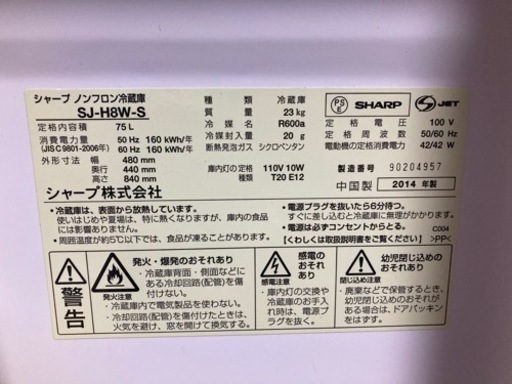 シャープ ノンフロン冷蔵庫
SJ-H8W-S
定格内容積 75L
消費電力量 50 Hz 160 kWh/年
(JIS C 9801-2006年) 60 Hz 160 kWh/年
外形寸法 幅 480 mm
奥行 440 mm
高さ 840 mm
シャープ株式会社
種類 冷蔵庫
質量 23 kg
冷媒名 R600a
冷媒封入量 20 g
断熱発泡ガス シクロペンタン
庫内灯の定格 110V 10W
種類 T20 E12
PS
E
SHARP
JET
定格電圧 100 V
定格周波数 50/60 Hz
電動機の定格消費電力 42/42 W
製造番号 90204957
中国製 2014 年製
・冷蔵庫は、表面から放熱しています。
使いはじめや夏場は、特に熱くなりますが、庫内の食品
には影響ありません。
・周囲温度が約5℃以下では、食品が凍ることがあります。
・電源プラグを抜いたら6分待つ。
すぐに差し込むと冷蔵庫に無理がかかります。
・電源は必ずコンセントからとる。 C004
【くわしくは取扱説明書をご覧ください】 >PP<
警告
発火・爆発のおそれあり
発火注意
・冷蔵庫背面・側面などに
ある冷却回路(配管)を傷
付けない。
・冷蔵庫内で電気製品を使わない。
・冷却回路(配管)を傷付けたときは、
火気を避け、窓を開けて換気する。
感電の
おそれあり
感電注意
・庫内灯の交換や
冷蔵庫のお手入
れ時は、電源プ
ラグを抜く。
幼児閉じ込めの
おそれあり
閉じ込め注意
・廃棄などで保管するとき、
幼児閉じ込めのおそれが
ある場合は、ドアパッキン
をはずす。